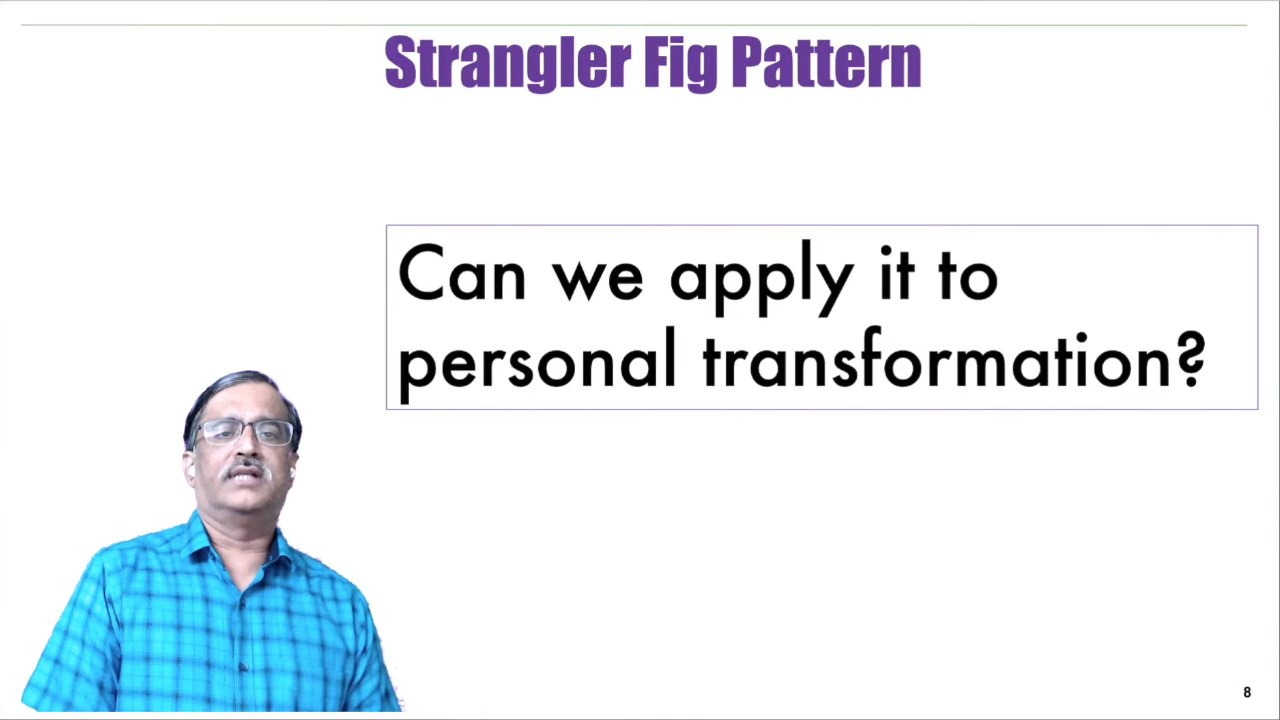 Strangler Fig Pattern
Can we apply it to
personal transformation?
8